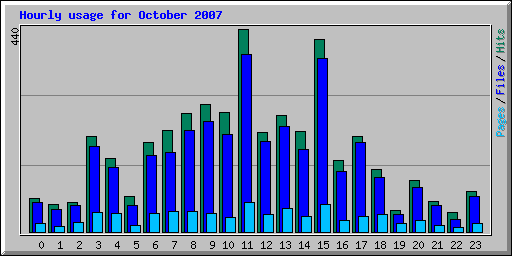 Hourly usage for October 2007
440
Pages / Files / Hits
0 1 2 3 4 5 6 7 8 9 10 11 12 13 14 15 16 17 18 19 20 21 22 23